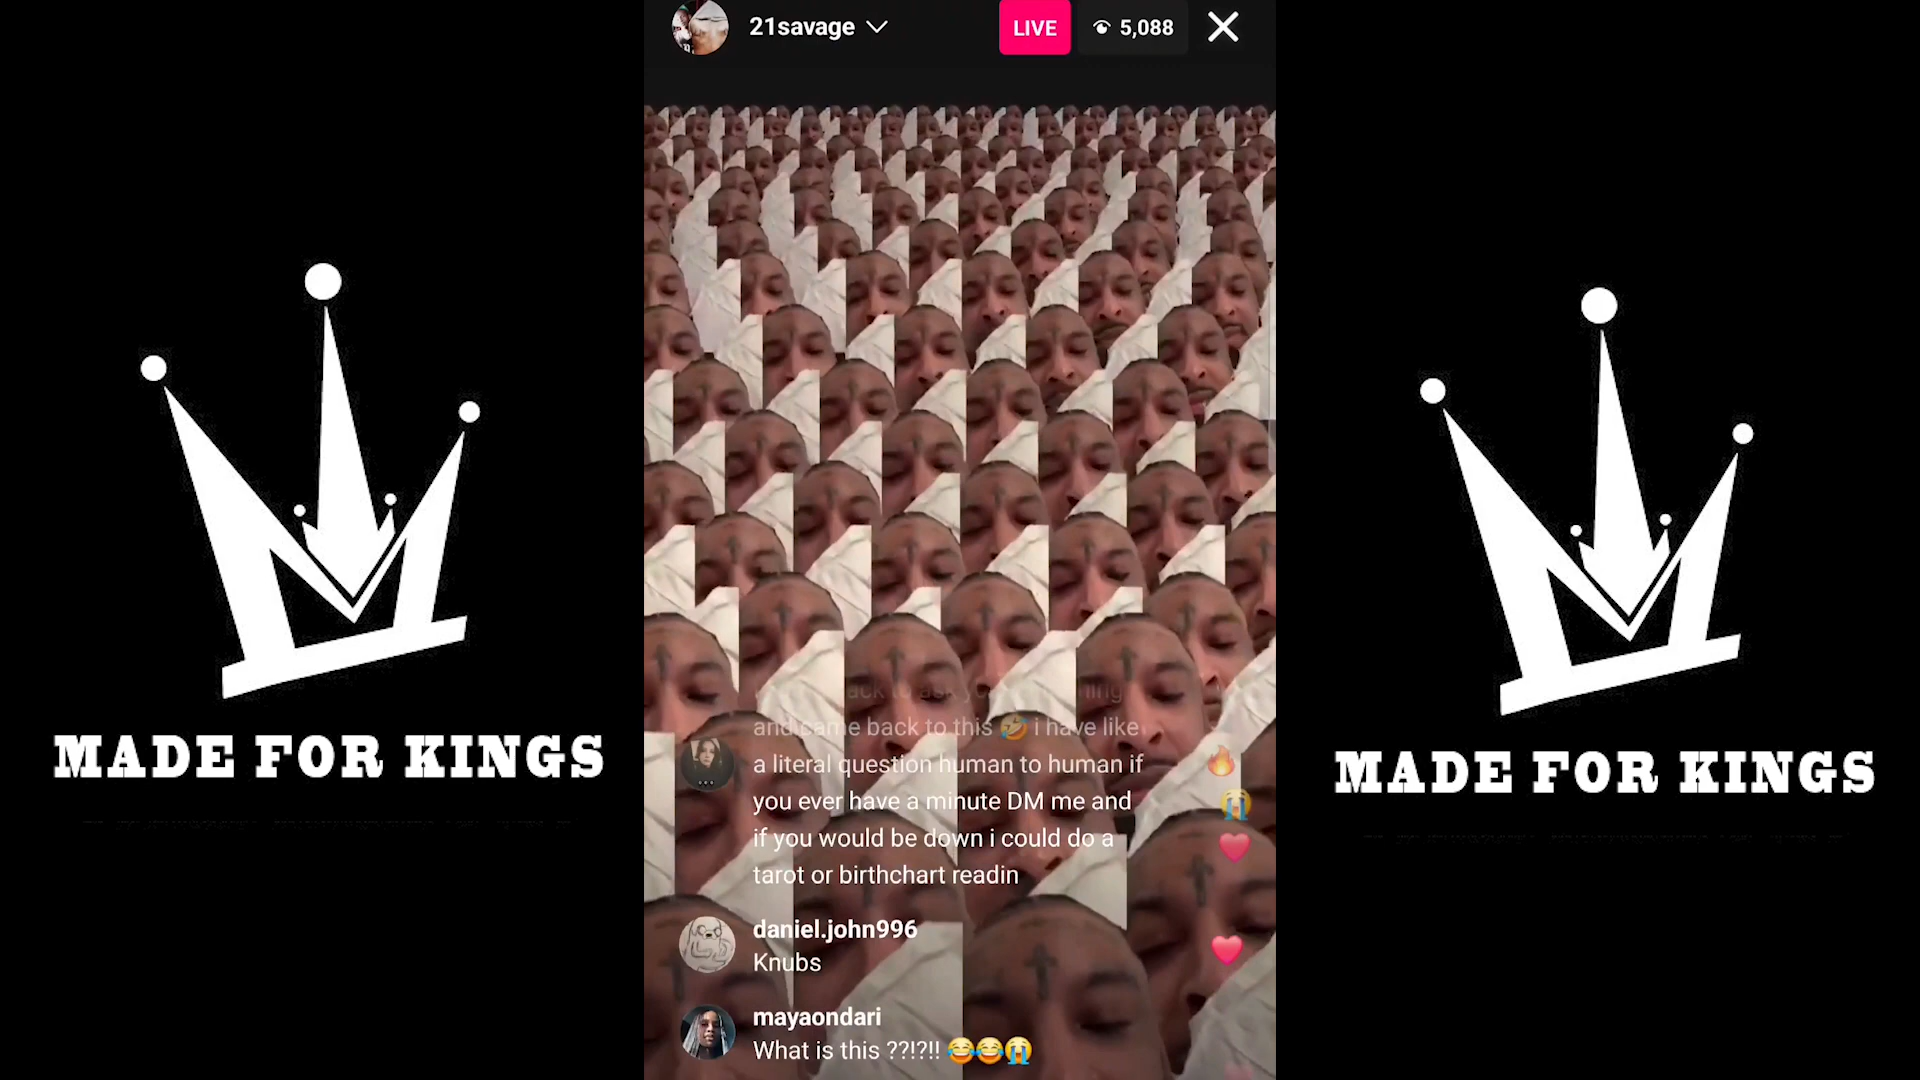 21savage
LIVE
5,088
and came back to this 🤣 i have like
a literal question human to human if
you ever have a minute DM me and
if you would be down i could do a
tarot or birthchart readin
daniel.john996
Knubs
mayaondari
What is this ??!?!! 😂😂😭
MADE FOR KINGS
MADE FOR KINGS